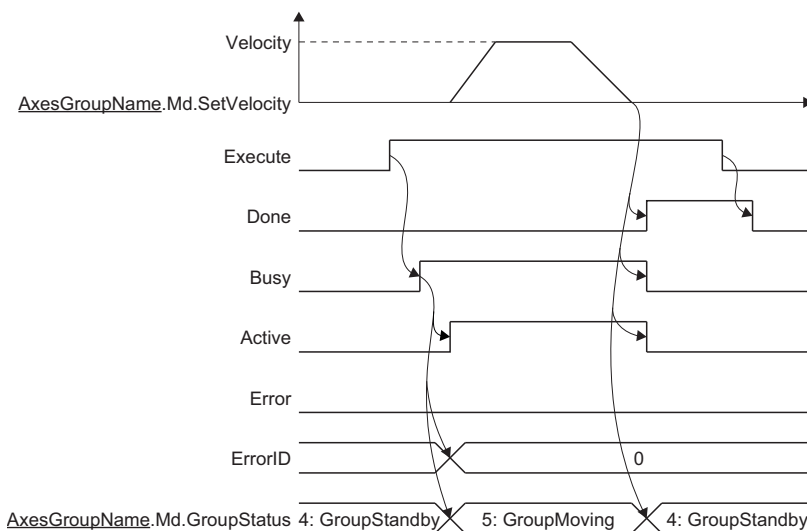 Velocity
AxesGroupName.Md.SetVelocity
Execute
Done
Busy
Active
Error
ErrorID 0
AxesGroupName.Md.GroupStatus 4: GroupStandby 5: GroupMoving 4: GroupStandby